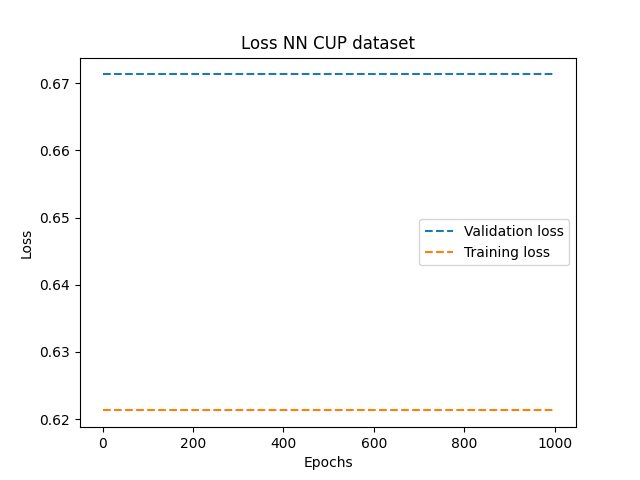 Loss NN CUP dataset
0.67
0.66
0.65
0.64
0.63
0.62
Loss
Validation loss
Training loss
0 200 400 600 800 1000
Epochs